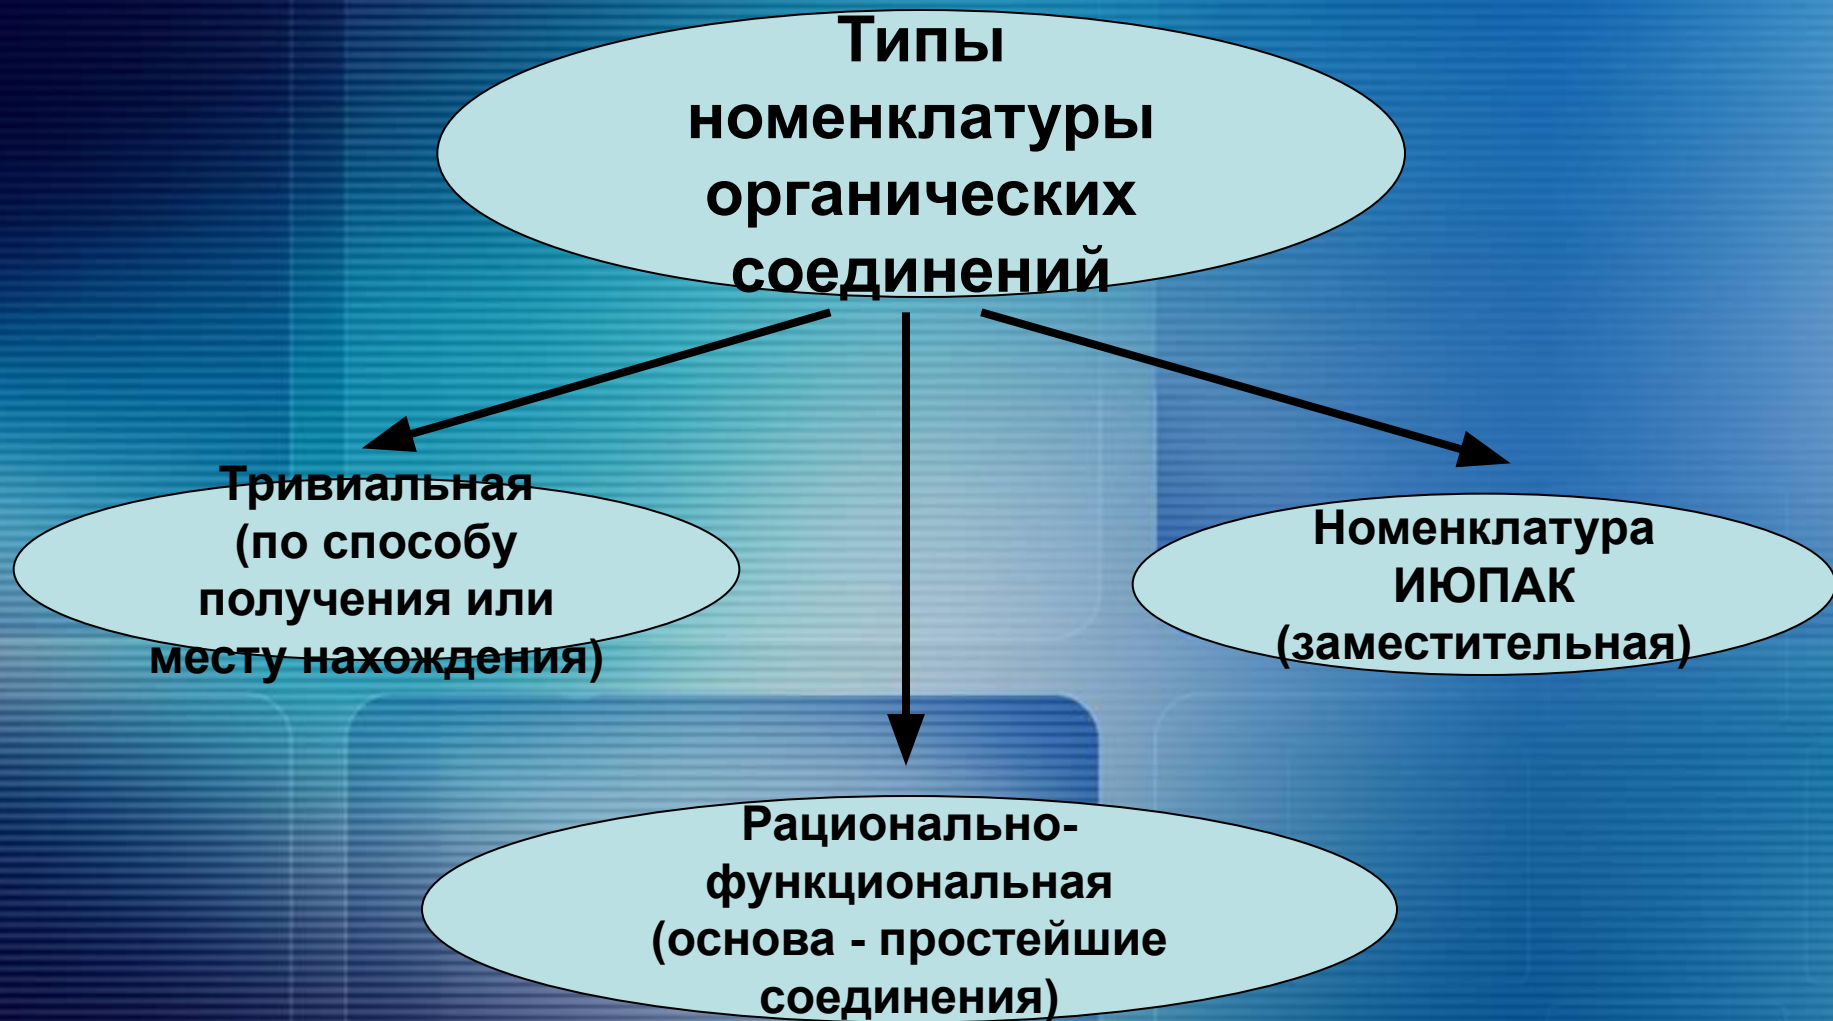 Типы
номенклатуры
органических
соединений
Тривиальная
(по способу
получения или
месту нахождения)
Номенклатура
ИЮПАК
(заместительная)
Рационально-
функциональная
(основа - простейшие
соединения)